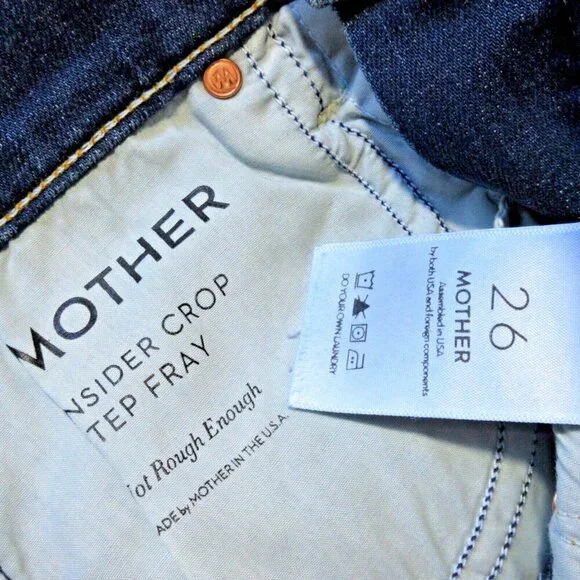 MOTHER
NSIDER CROP
TEP FRAY
ot Rough Enough
ADE by MOTHER IN THE U.S.A.
26
MOTHER
Assembled in USA
by both USA and foreign components
DO YOUR OWN LAUNDRY